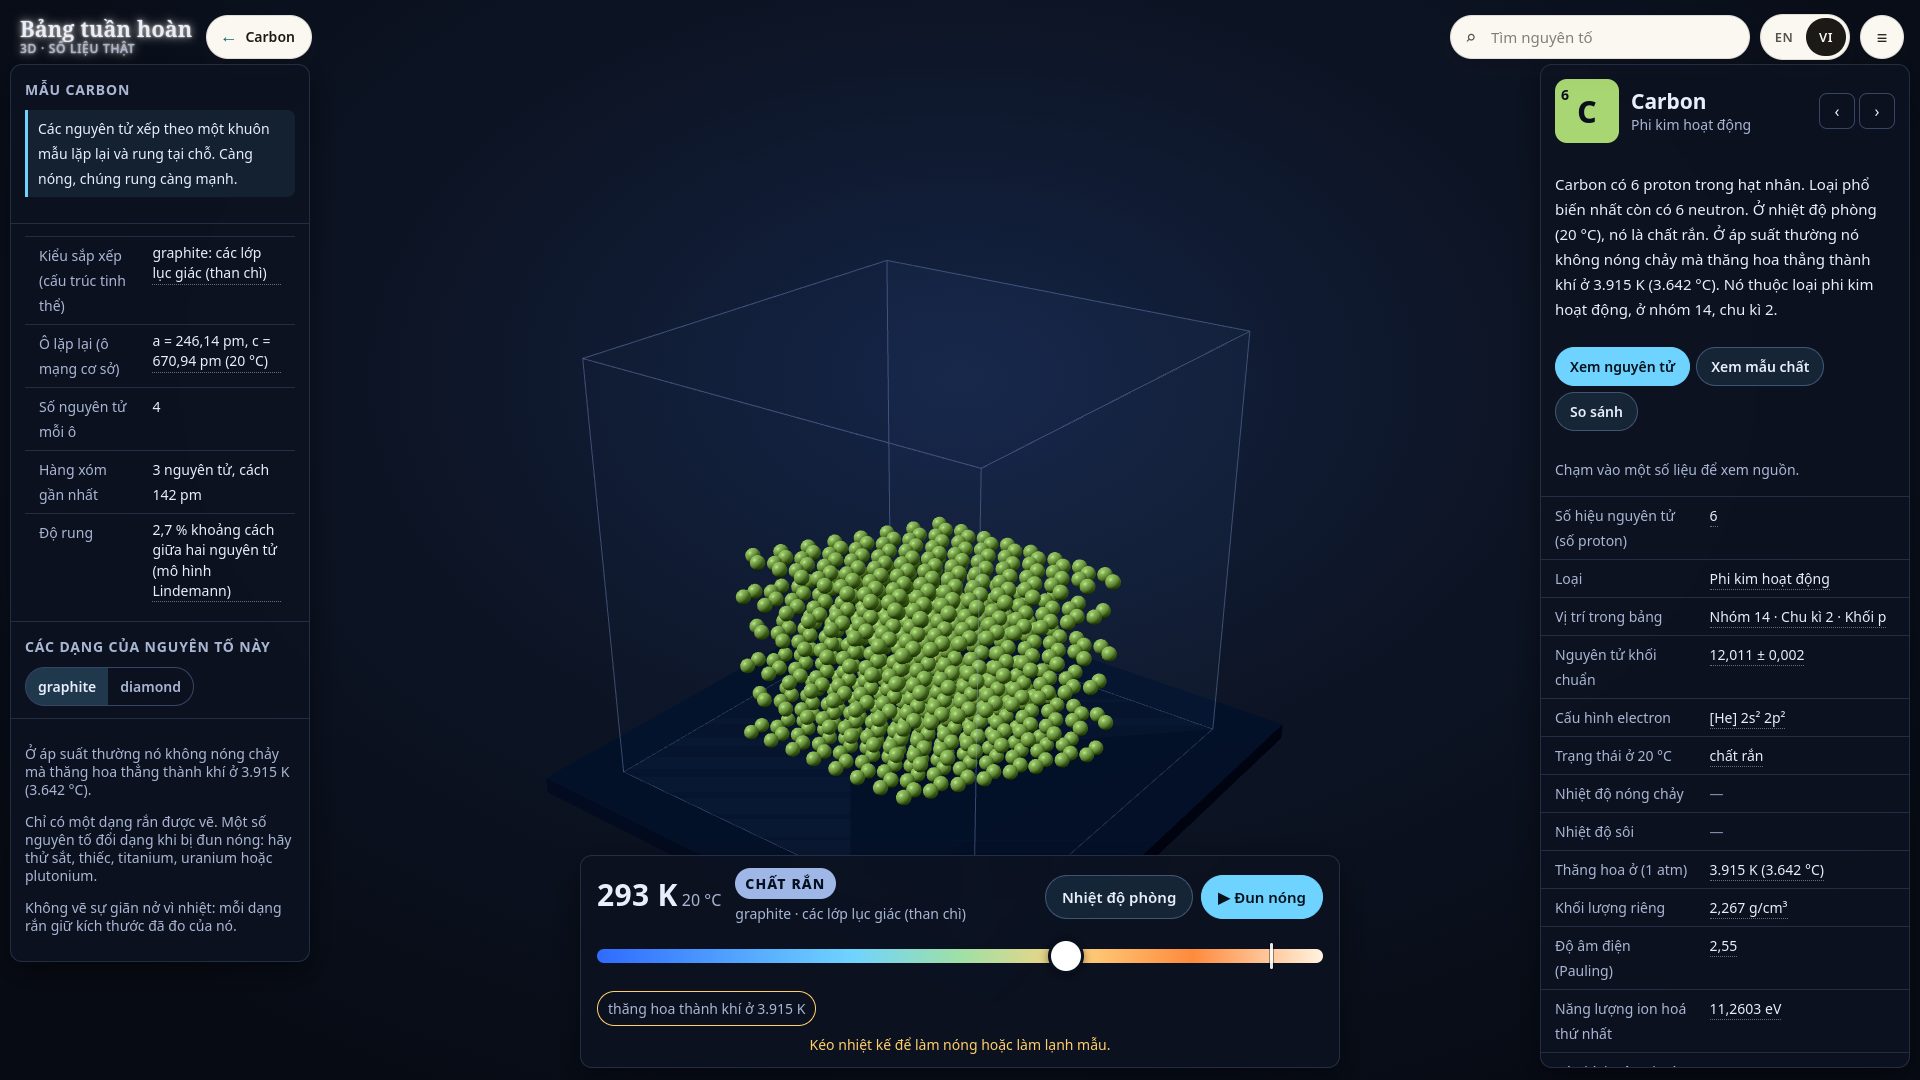 Bảng tuần hoàn
3D · SỐ LIỆU THẬT
← Carbon
Tìm nguyên tố
EN
VI
MẪU CARBON
Các nguyên tử xếp theo một khuôn
mẫu lặp lại và rung tại chỗ. Càng
nóng, chúng rung càng mạnh.
Kiểu sắp xếp
(cấu trúc tinh
thể)
graphite: các lớp
lục giác (than chì)
Ô lặp lại (ô
mạng cơ sở)
a = 246,14 pm, c =
670,94 pm (20 °C)
Số nguyên tử
mỗi ô
4
Hàng xóm
gần nhất
3 nguyên tử, cách
142 pm
Độ rung
2,7 % khoảng cách
giữa hai nguyên tử
(mô hình
Lindemann)
CÁC DẠNG CỦA NGUYÊN TỐ NÀY
graphite
diamond
Ở áp suất thường nó không nóng chảy
mà thăng hoa thẳng thành khí ở 3.915 K
(3.642 °C).
Chỉ có một dạng rắn được vẽ. Một số
nguyên tố đổi dạng khi bị đun nóng: hãy
thử sắt, thiếc, titanium, uranium hoặc
plutonium.
Không vẽ sự giãn nở vì nhiệt: mỗi dạng
rắn giữ kích thước đã đo của nó.
293 K 20 °C
CHẤT RẮN
graphite · các lớp lục giác (than chì)
Nhiệt độ phòng
▶ Đun nóng
thăng hoa thành khí ở 3.915 K
Kéo nhiệt kế để làm nóng hoặc làm lạnh mẫu.
6
C
Carbon
Phi kim hoạt động
‹
›
Carbon có 6 proton trong hạt nhân. Loại phổ
biến nhất còn có 6 neutron. Ở nhiệt độ phòng
(20 °C), nó là chất rắn. Ở áp suất thường nó
không nóng chảy mà thăng hoa thẳng thành
khí ở 3.915 K (3.642 °C). Nó thuộc loại phi kim
hoạt động, ở nhóm 14, chu kì 2.
Xem nguyên tử
Xem mẫu chất
So sánh
Chạm vào một số liệu để xem nguồn.
Số hiệu nguyên tử
(số proton)
6
Loại
Phi kim hoạt động
Vị trí trong bảng
Nhóm 14 · Chu kì 2 · Khối p
Nguyên tử khối
chuẩn
12,011 ± 0,002
Cấu hình electron
[He] 2s² 2p²
Trạng thái ở 20 °C
chất rắn
Nhiệt độ nóng chảy
—
Nhiệt độ sôi
—
Thăng hoa ở (1 atm)
3.915 K (3.642 °C)
Khối lượng riêng
2,267 g/cm³
Độ âm điện
(Pauling)
2,55
Năng lượng ion hoá
thứ nhất
11,2603 eV